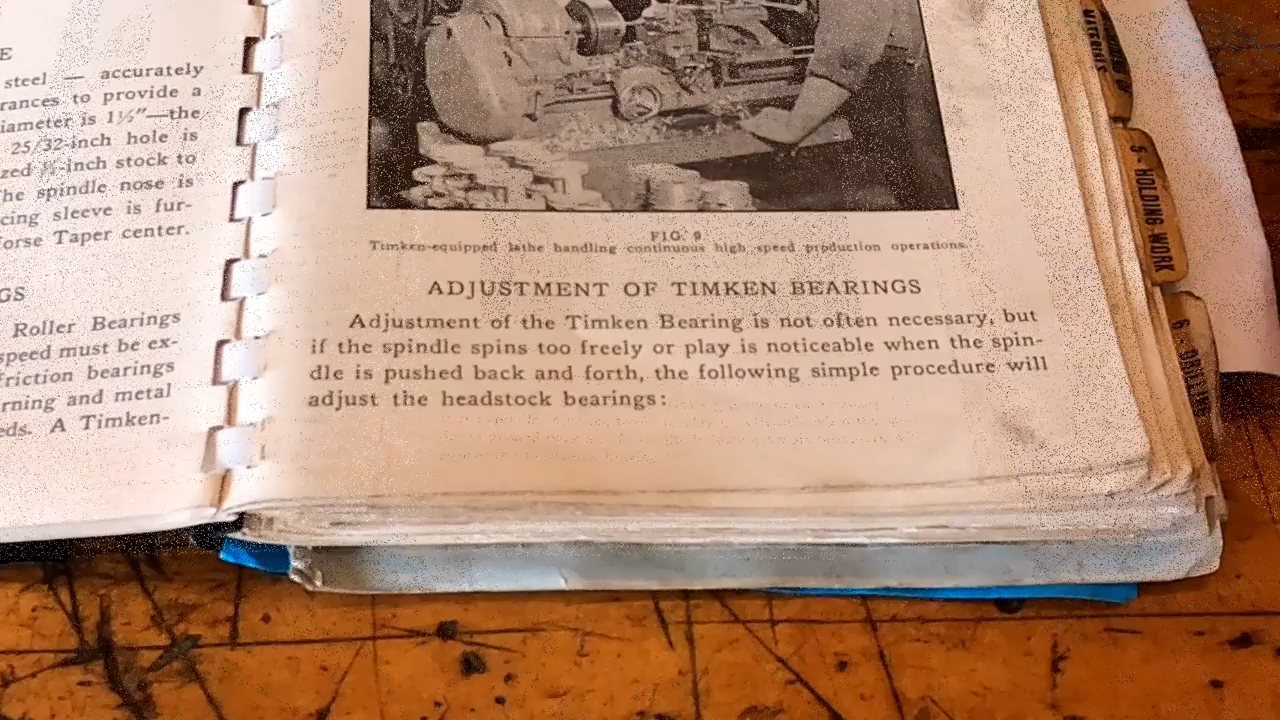 E
steel — accurately
rances to provide a
iameter is 1½"—the
25/32-inch hole is
zed ¾-inch stock to
he spindle nose is
cing sleeve is fur-
orse Taper center.
GS
Roller Bearings
speed must be ex-
friction bearings
rning and metal
eds. A Timken-
FIG. 9
Timken-equipped lathe handling continuous high speed production operations.
ADJUSTMENT OF TIMKEN BEARINGS
Adjustment of the Timken Bearing is not often necessary, but
if the spindle spins too freely or play is noticeable when the spin-
dle is pushed back and forth, the following simple procedure will
adjust the headstock bearings:
MATERIALS
5 - HOLDING WORK
6 - DRILLING